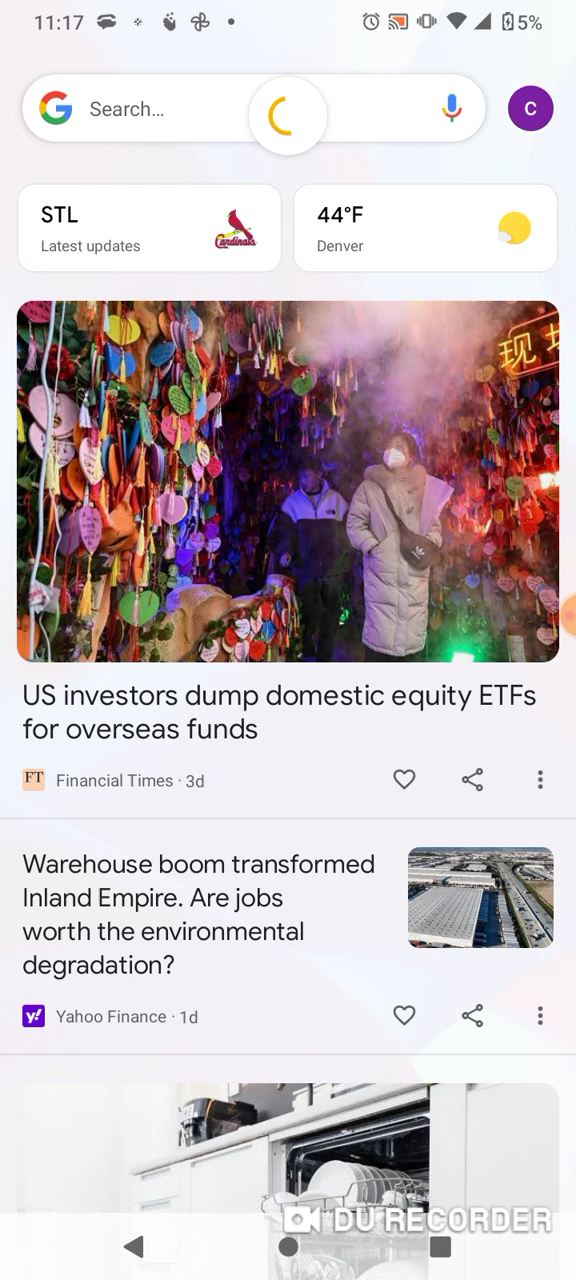 11:17
5%
Search...
C
STL
Latest updates
Cardinals
44°F
Denver
现
US investors dump domestic equity ETFs
for overseas funds
FT
Financial Times · 3d
Warehouse boom transformed
Inland Empire. Are jobs
worth the environmental
degradation?
y!
Yahoo Finance · 1d
DU RECORDER